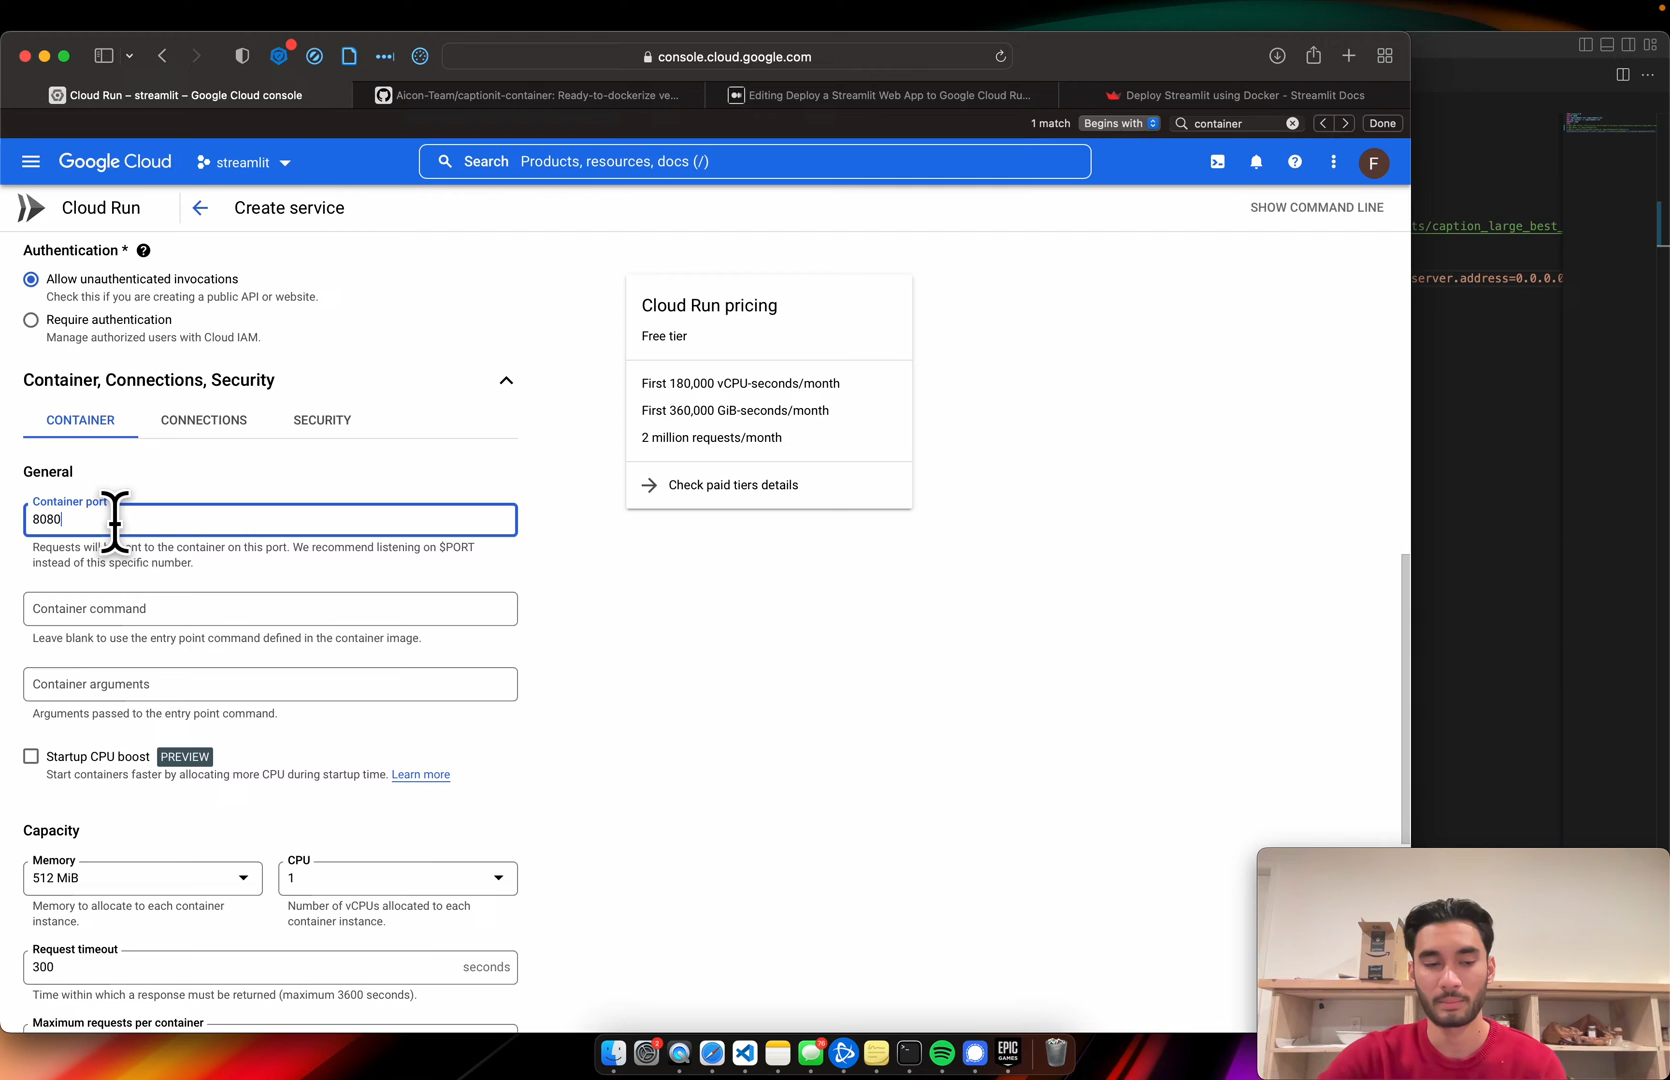 console.cloud.google.com
Cloud Run – streamlit – Google Cloud console
Aicon-Team/captionit-container: Ready-to-dockerize ve...
Editing Deploy a Streamlit Web App to Google Cloud Ru...
Deploy Streamlit using Docker - Streamlit Docs
1 match
Begins with
container
Done
Google Cloud
streamlit
Search Products, resources, docs (/)
F
Cloud Run
Create service
SHOW COMMAND LINE
Authentication *
Allow unauthenticated invocations
Check this if you are creating a public API or website.
Require authentication
Manage authorized users with Cloud IAM.
Container, Connections, Security
CONTAINER
CONNECTIONS
SECURITY
General
Container port
8080
Requests will be sent to the container on this port. We recommend listening on $PORT
instead of this specific number.
Container command
Leave blank to use the entry point command defined in the container image.
Container arguments
Arguments passed to the entry point command.
Startup CPU boost PREVIEW
Start containers faster by allocating more CPU during startup time. Learn more
Capacity
Memory
512 MiB
Memory to allocate to each container
instance.
CPU
1
Number of vCPUs allocated to each
container instance.
Request timeout
300
seconds
Time within which a response must be returned (maximum 3600 seconds).
Maximum requests per container
Cloud Run pricing
Free tier
First 180,000 vCPU-seconds/month
First 360,000 GiB-seconds/month
2 million requests/month
Check paid tiers details
ts/caption_large_best_
server.address=0.0.0.0
2
76
EPIC
GAMES